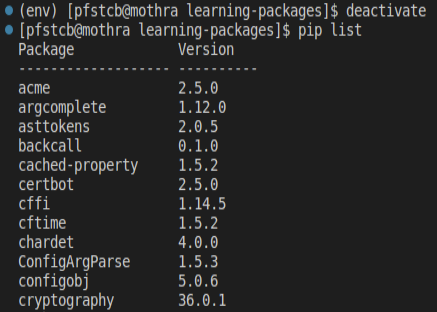 (env) [pfstcb@mothra learning-packages]$ deactivate
[pfstcb@mothra learning-packages]$ pip list
Package            Version
------------------ ----------
acme               2.5.0
argcomplete        1.12.0
asttokens          2.0.5
backcall           0.1.0
cached-property    1.5.2
certbot            2.5.0
cffi               1.14.5
cftime             1.5.2
chardet            4.0.0
ConfigArgParse     1.5.3
configobj          5.0.6
cryptography       36.0.1